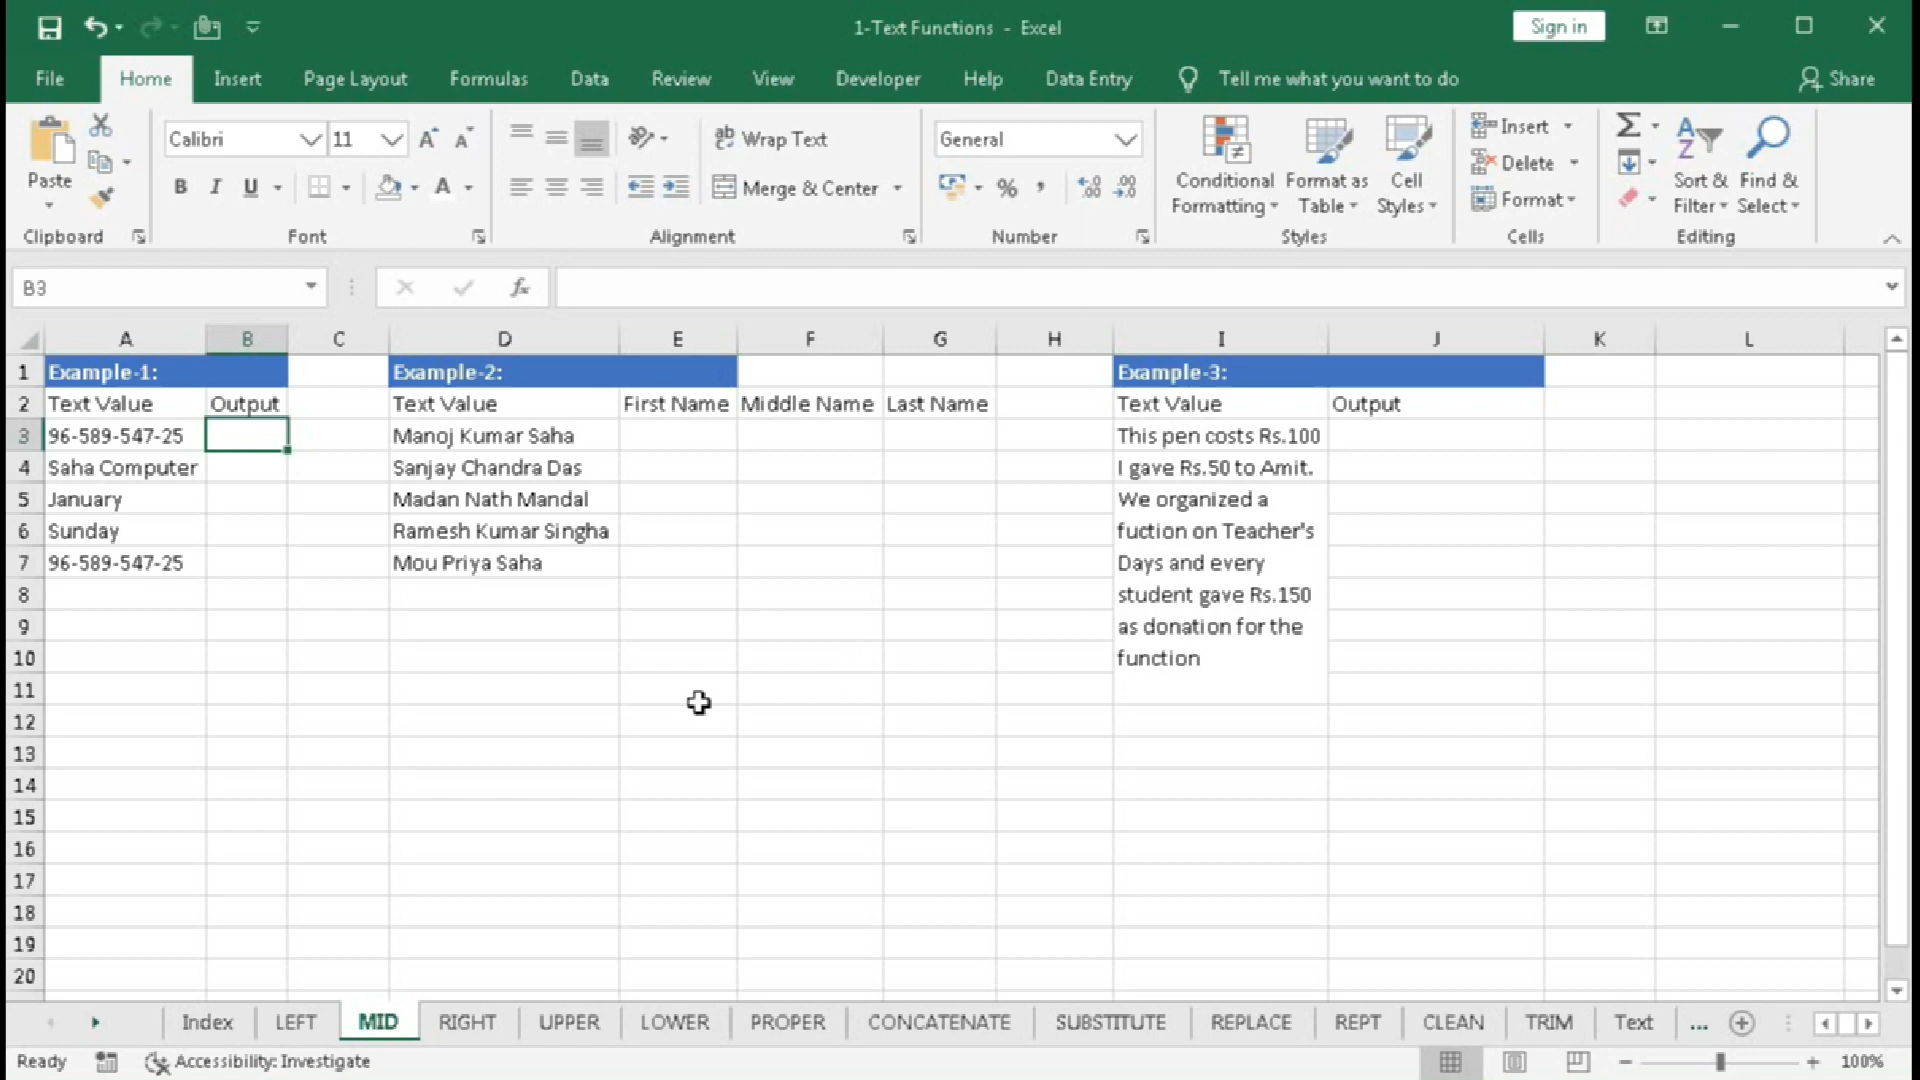 1-Text Functions - Excel
Sign in
File Home Insert Page Layout Formulas Data Review View Developer Help Data Entry Tell me what you want to do Share
Paste
Calibri 11
Wrap Text
General
Conditional Formatting
Format as Table
Cell Styles
Insert
Delete
Format
Sort & Filter
Find & Select
B I U A
Merge & Center
% ,
Clipboard Font Alignment Number Styles Cells Editing
B3 fx
A B C D E F G H I J K L
1 Example-1: Example-2: Example-3:
2 Text Value Output Text Value First Name Middle Name Last Name Text Value Output
3 96-589-547-25 Manoj Kumar Saha This pen costs Rs.100
4 Saha Computer Sanjay Chandra Das I gave Rs.50 to Amit.
5 January Madan Nath Mandal We organized a
6 Sunday Ramesh Kumar Singha fuction on Teacher's
7 96-589-547-25 Mou Priya Saha Days and every
8 student gave Rs.150
9 as donation for the
10 function
11
12
13
14
15
16
17
18
19
20
Index LEFT MID RIGHT UPPER LOWER PROPER CONCATENATE SUBSTITUTE REPLACE REPT CLEAN TRIM Text ...
Ready Accessibility: Investigate 100%